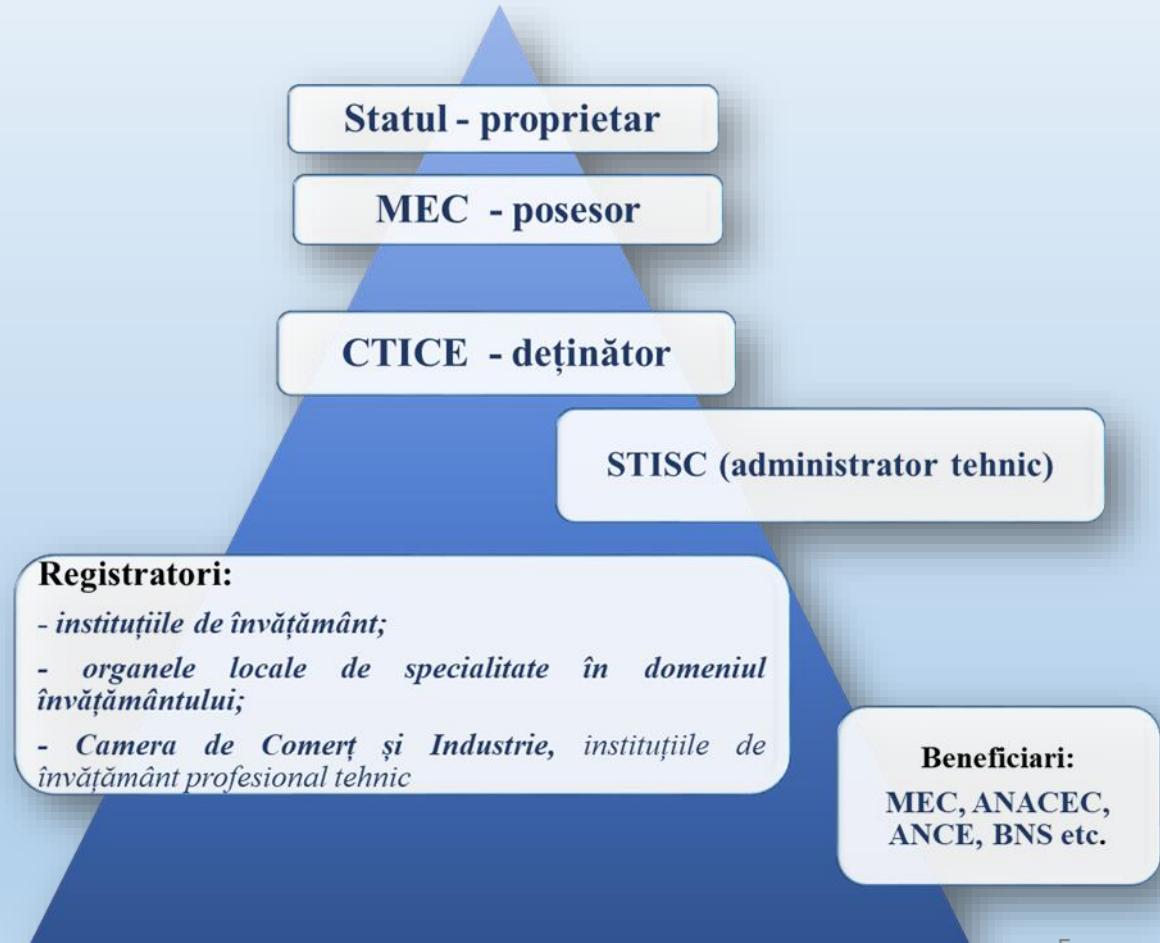 Statul - proprietar
MEC - posesor
CTICE - deținător
STISC (administrator tehnic)
Registratori:
- instituțiile de învățământ;
- organele locale de specialitate în domeniul
învățământului;
- Camera de Comerț și Industrie, instituțiile de
învățământ profesional tehnic
Beneficiari:
MEC, ANACEC,
ANCE, BNS etc.